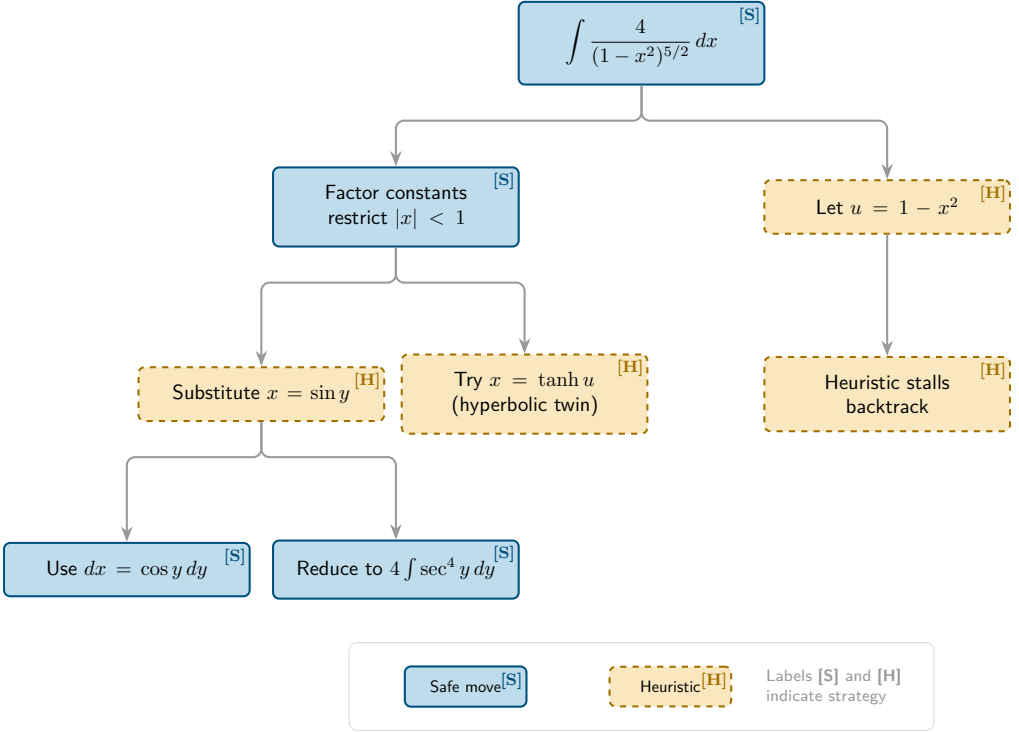 [S]
∫ 4/(1 − x²)^{5/2} dx
[S]
Factor constants
restrict |x| < 1
[H]
Let u = 1 − x²
[H]
Substitute x = sin y
[H]
Try x = tanh u
(hyperbolic twin)
[H]
Heuristic stalls
backtrack
[S]
Use dx = cos y dy
[S]
Reduce to 4 ∫ sec⁴ y dy
Safe move [S]
Heuristic [H]
Labels [S] and [H]
indicate strategy